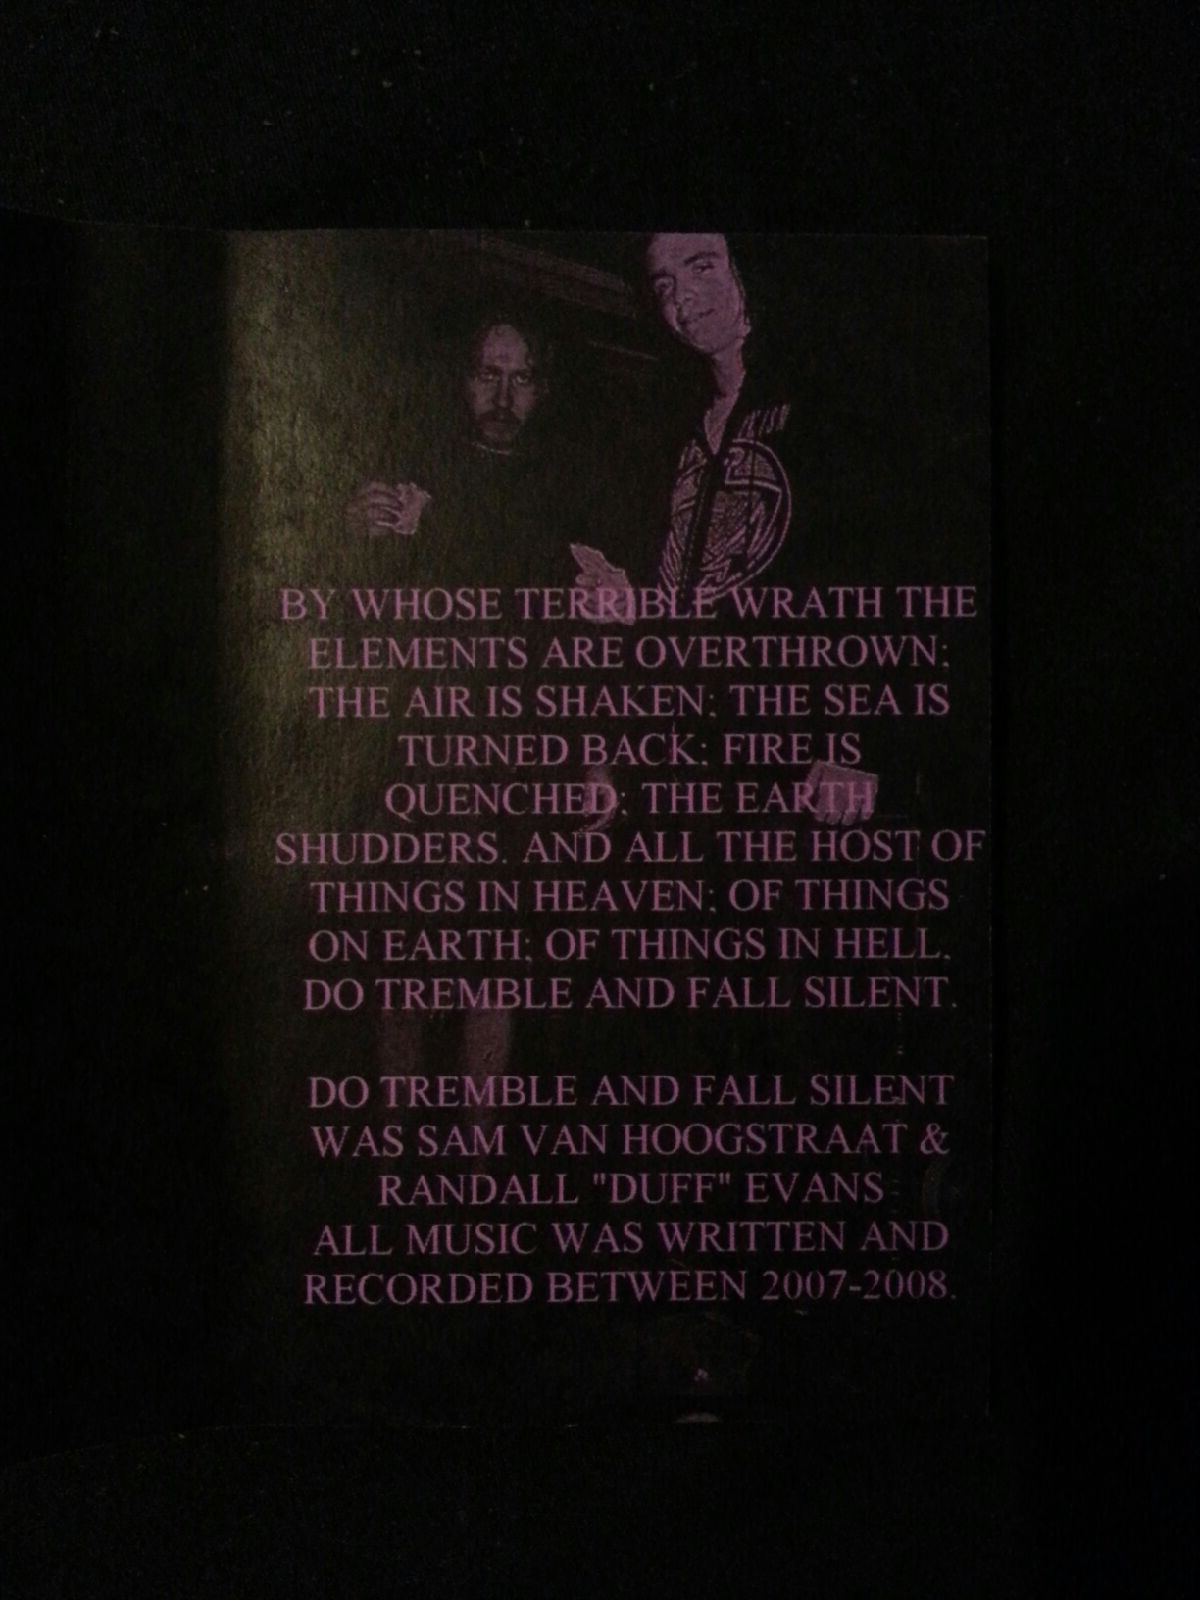 BY WHOSE TERRIBLE WRATH THE
ELEMENTS ARE OVERTHROWN;
THE AIR IS SHAKEN; THE SEA IS
TURNED BACK; FIRE IS
QUENCHED; THE EARTH
SHUDDERS. AND ALL THE HOST OF
THINGS IN HEAVEN; OF THINGS
ON EARTH; OF THINGS IN HELL,
DO TREMBLE AND FALL SILENT.
DO TREMBLE AND FALL SILENT
WAS SAM VAN HOOGSTRAAT &
RANDALL "DUFF" EVANS
ALL MUSIC WAS WRITTEN AND
RECORDED BETWEEN 2007-2008.